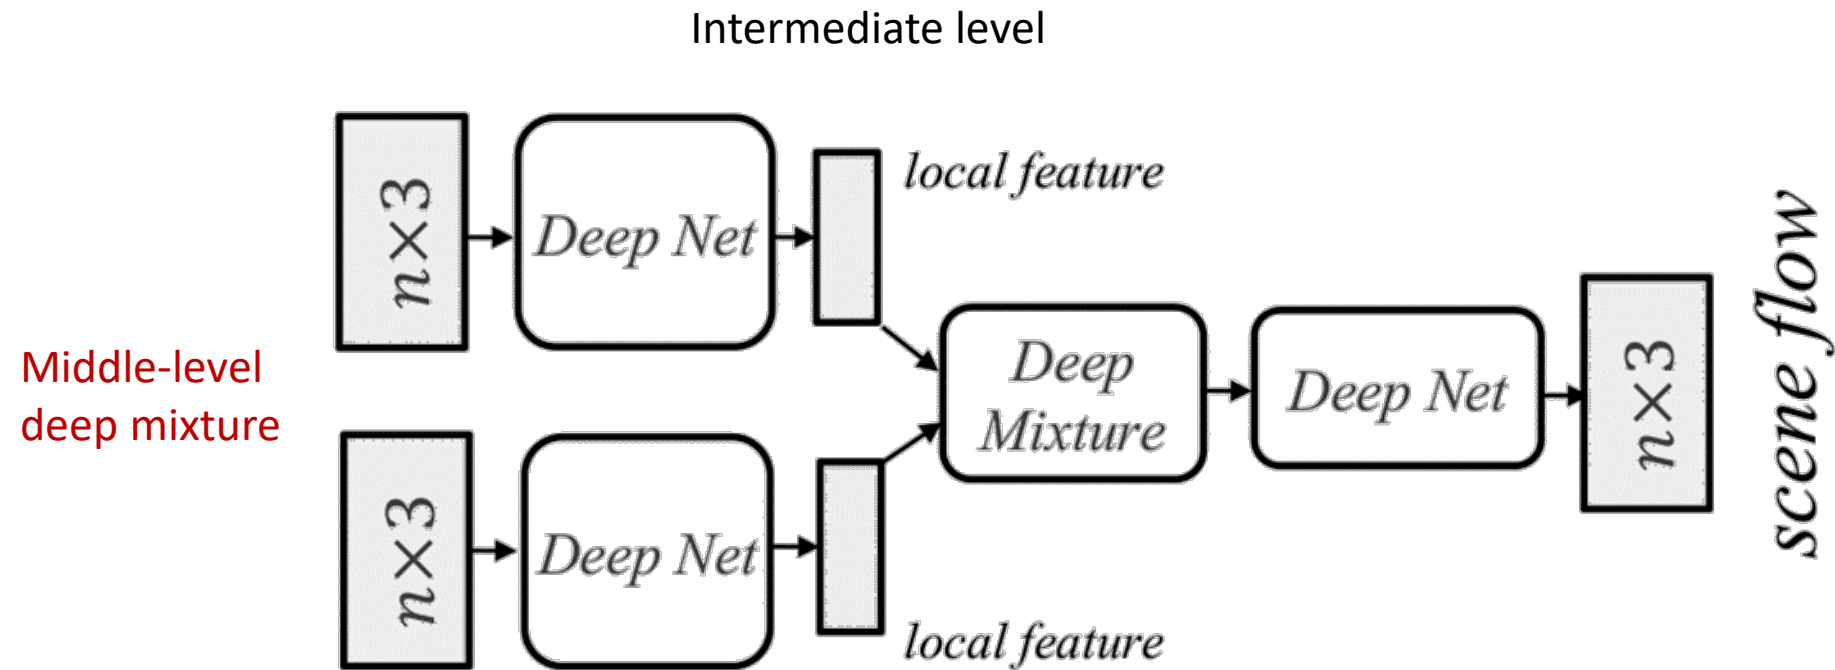 Intermediate level
n×3
Deep Net
local feature
Middle-level
deep mixture
Deep
Mixture
Deep Net
n×3
scene flow
n×3
Deep Net
local feature